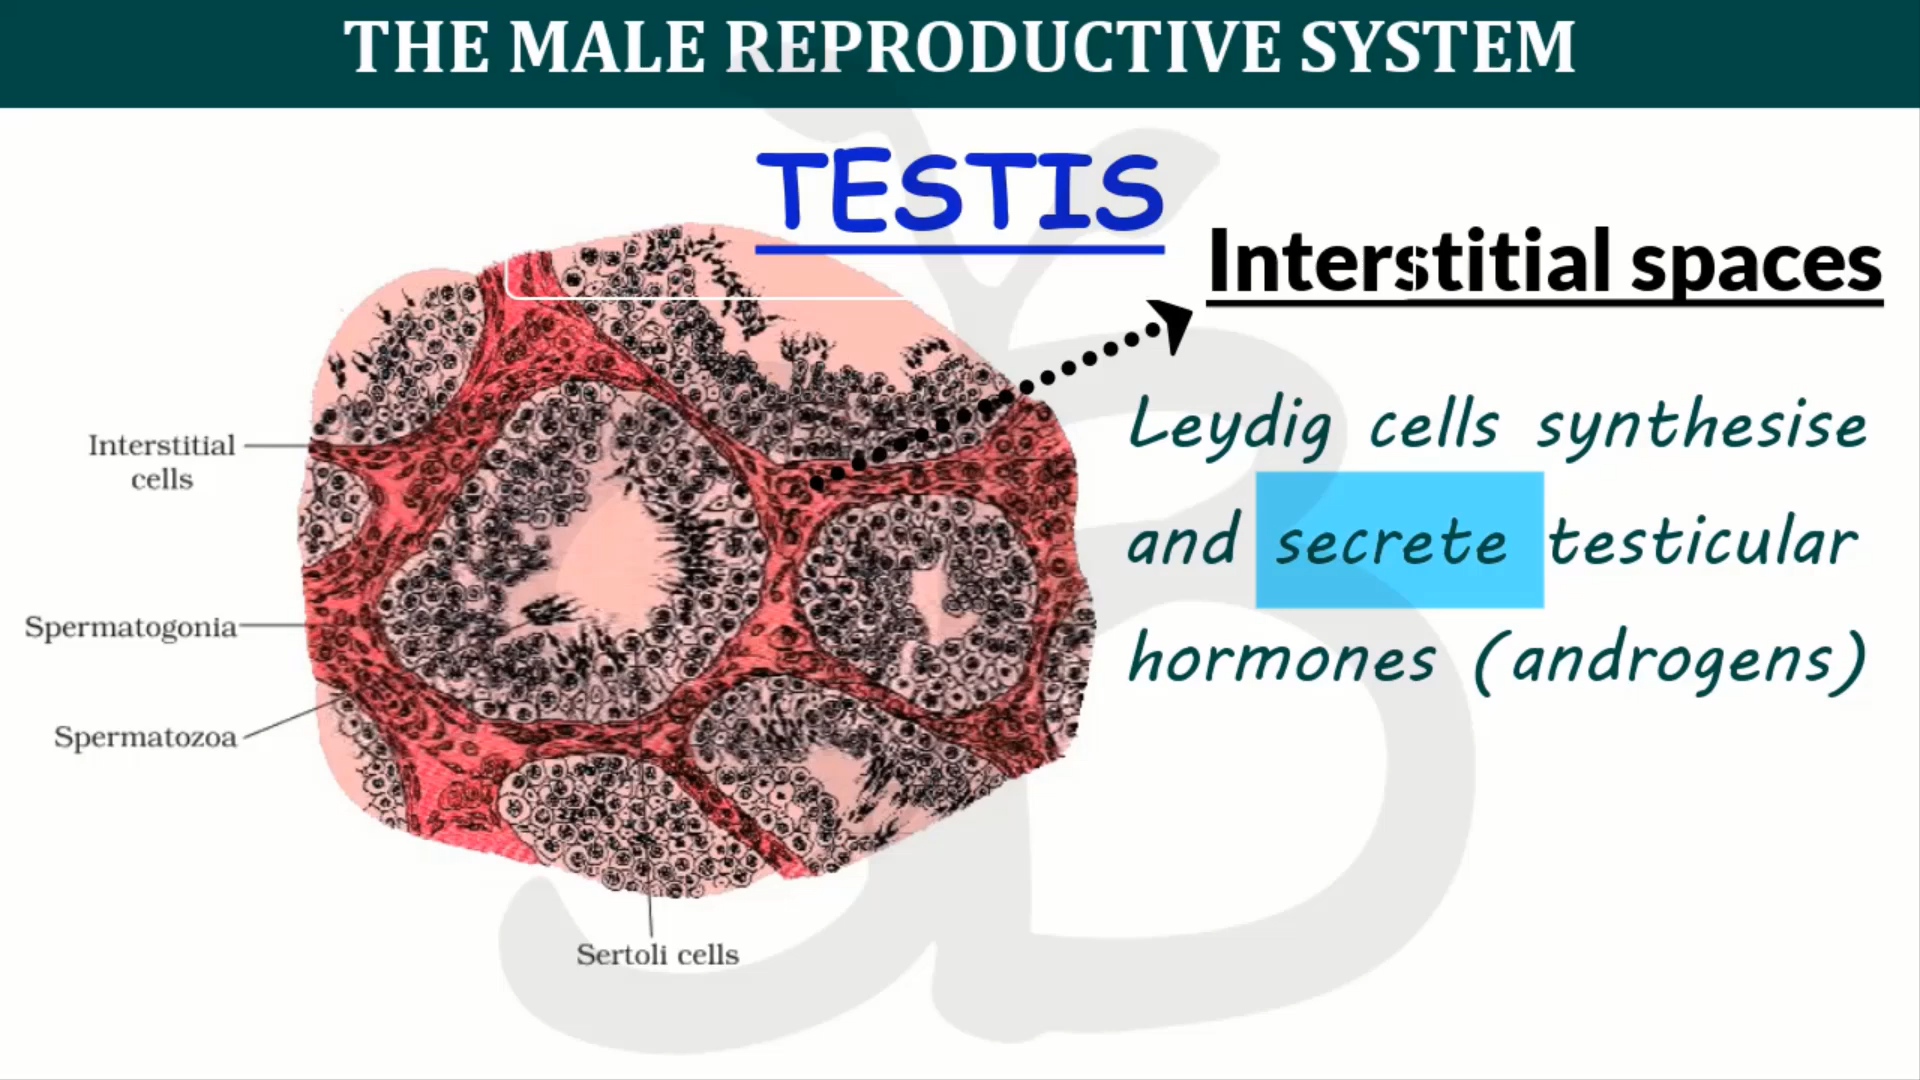 THE MALE REPRODUCTIVE SYSTEM
TESTIS
Interstitial spaces
Leydig cells synthesise
and secrete testicular
hormones (androgens)
Interstitial
cells
Spermatogonia
Spermatozoa
Sertoli cells